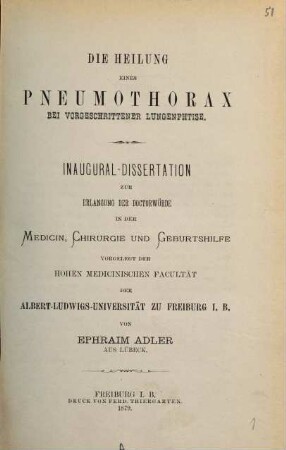 51
DIE HEILUNG
EINES
PNEUMOTHORAX
BEI VORGESCHRITTENER LUNGENPHTISE.
INAUGURAL-DISSERTATION
ZUR
ERLANGUNG DER DOCTORWÜRDE
IN DER
MEDICIN, CHIRURGIE UND GEBURTSHILFE
VORGELEGT DER
HOHEN MEDICINISCHEN FACULTÄT
DER
ALBERT-LUDWIGS-UNIVERSITÄT ZU FREIBURG I. B.
VON
EPHRAIM ADLER
AUS LÜBECK.
FREIBURG I. B.
DRUCK VON FERD. THIERGARTEN.
1879.